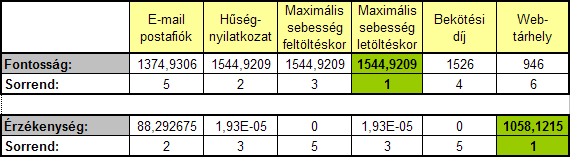 E-mail postafiók Hűség-nyilatkozat Maximális sebesség feltöltéskor Maximális sebesség letöltéskor Bekötési díj Web-tárhely
Fontosság: 1374,9306 1544,9209 1544,9209 1544,9209 1526 946
Sorrend: 5 2 3 1 4 6
Érzékenység: 88,292675 1,93E-05 0 1,93E-05 0 1058,1215
Sorrend: 2 3 5 3 5 1